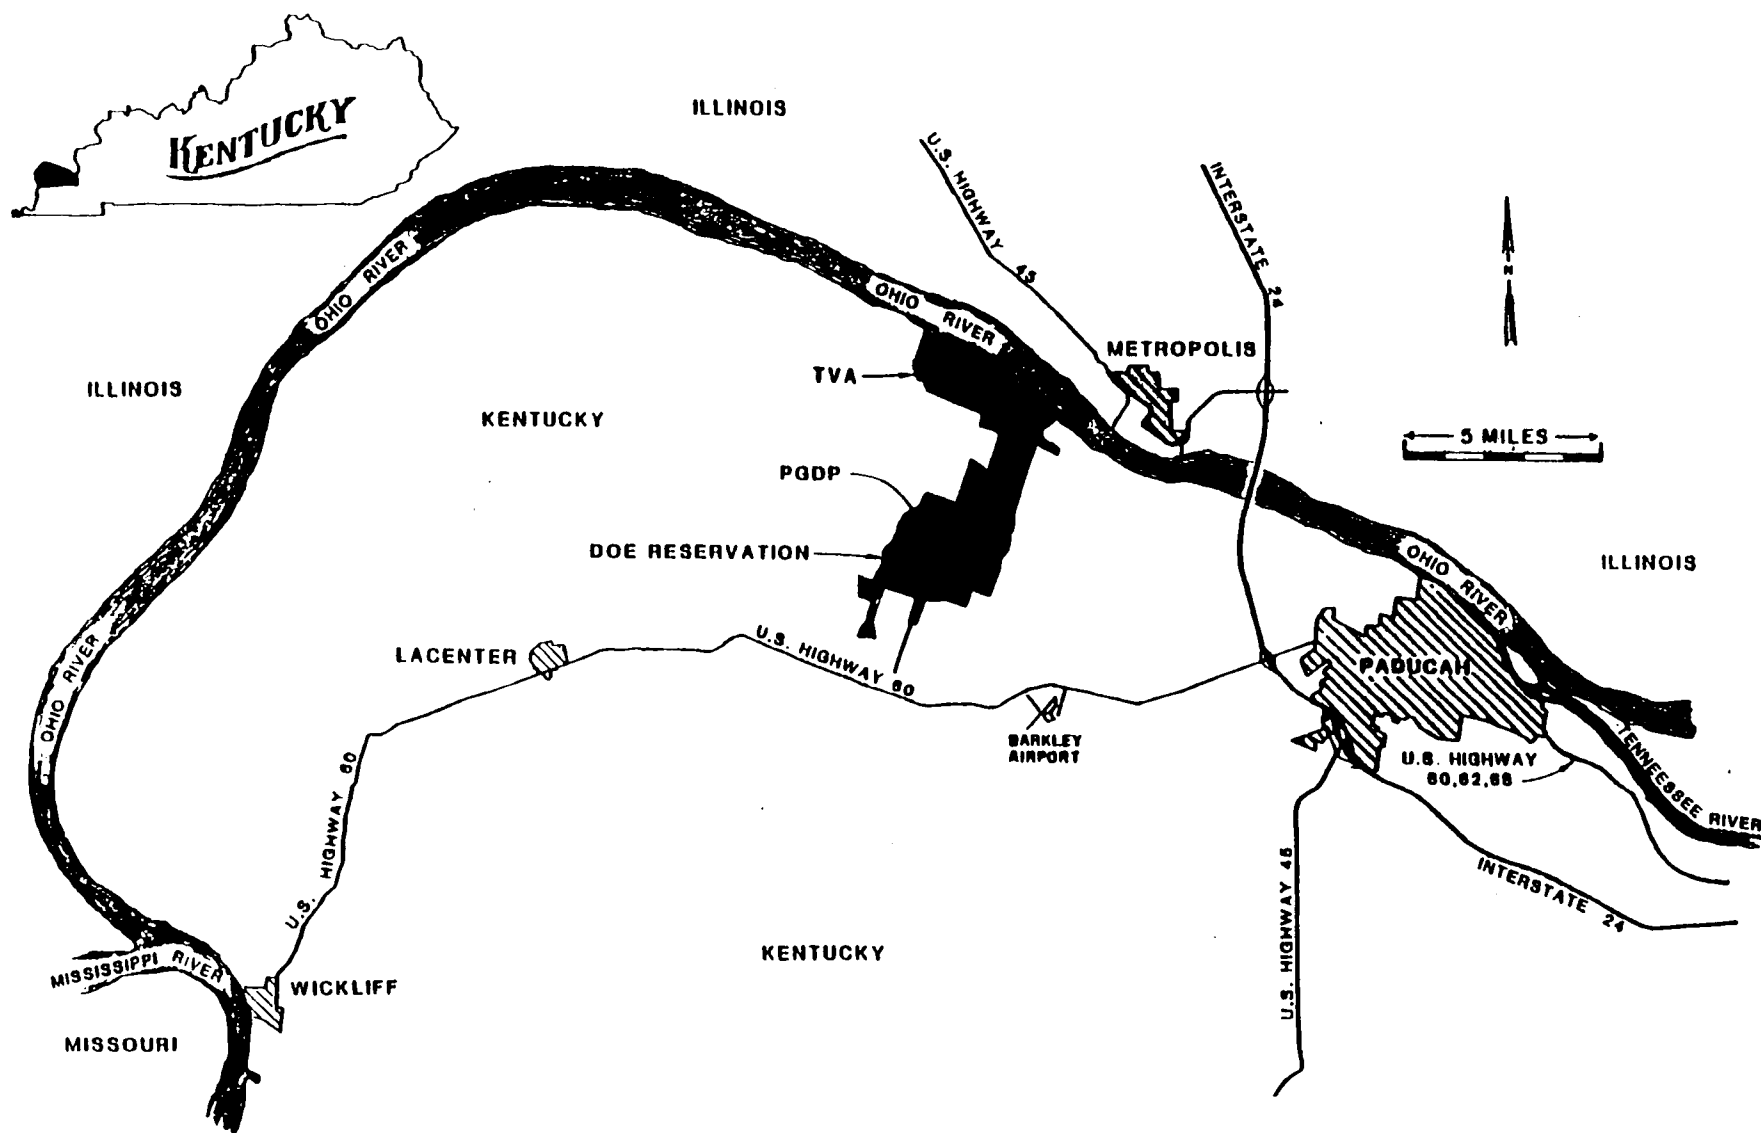 KENTUCKY
ILLINOIS
U.S. HIGHWAY 45
INTERSTATE 24
OHIO RIVER
OHIO RIVER
N
METROPOLIS
TVA
ILLINOIS
KENTUCKY
5 MILES
PGDP
DOE RESERVATION
OHIO RIVER
ILLINOIS
OHIO RIVER
LACENTER
U.S. HIGHWAY 60
PADUCAH
BARKLEY
AIRPORT
U.S. HIGHWAY
60,62,68
TENNESSEE RIVER
U.S. HIGHWAY 60
U.S. HIGHWAY 45
INTERSTATE 24
KENTUCKY
MISSISSIPPI RIVER
WICKLIFF
MISSOURI